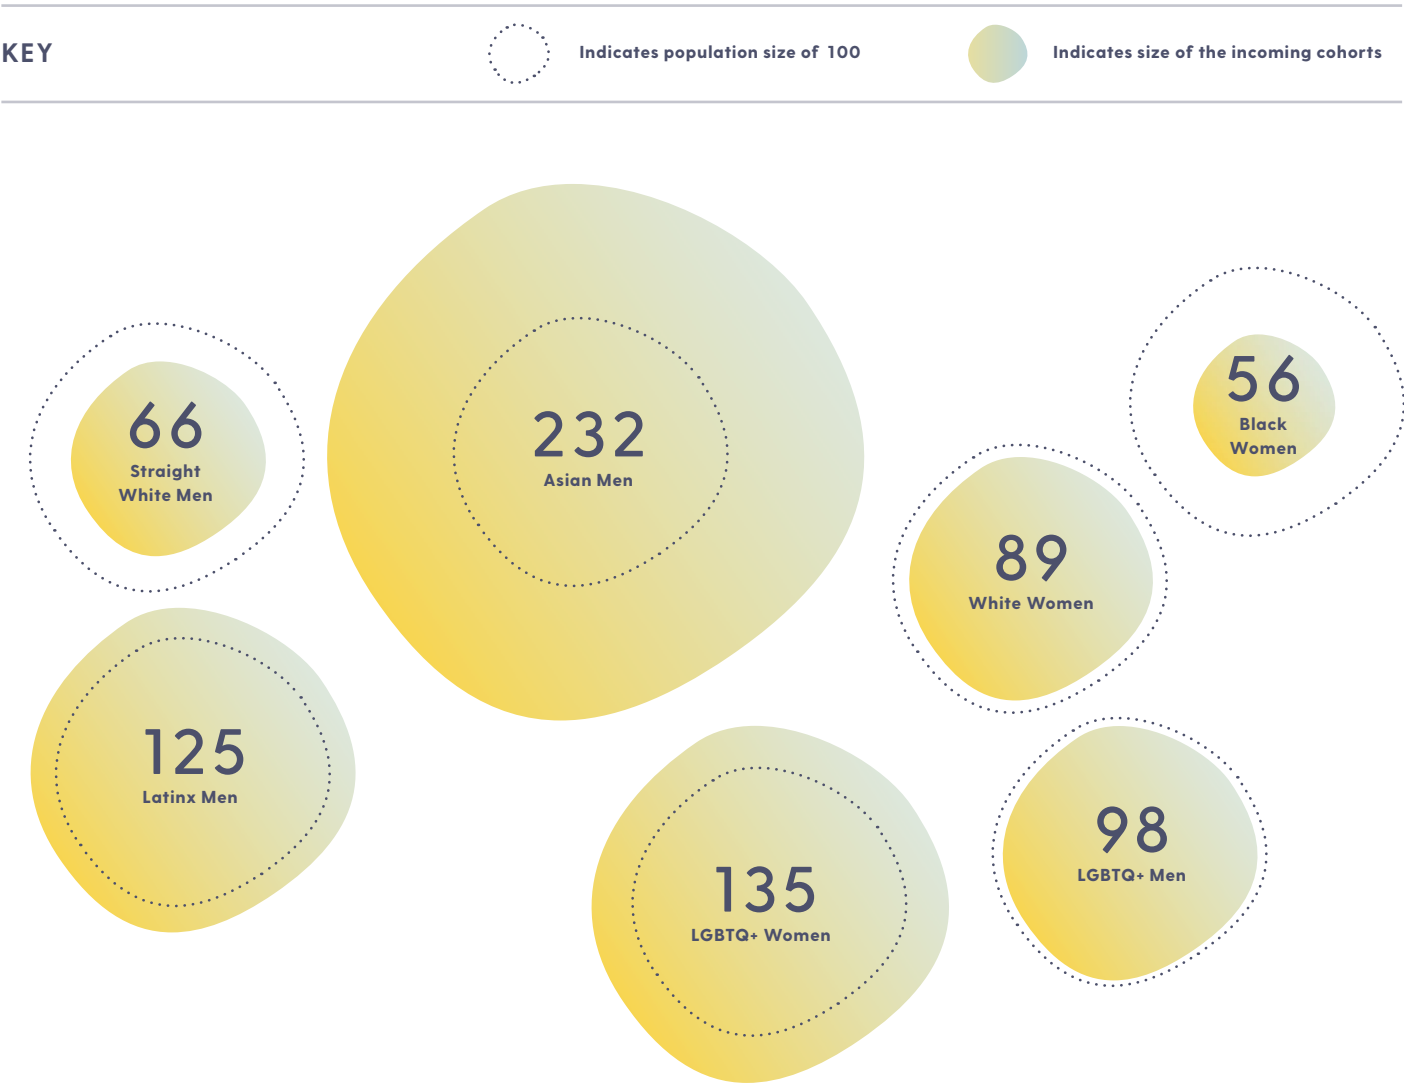 KEY
Indicates population size of 100
Indicates size of the incoming cohorts
66
Straight
White Men
232
Asian Men
56
Black
Women
89
White Women
125
Latinx Men
135
LGBTQ+ Women
98
LGBTQ+ Men